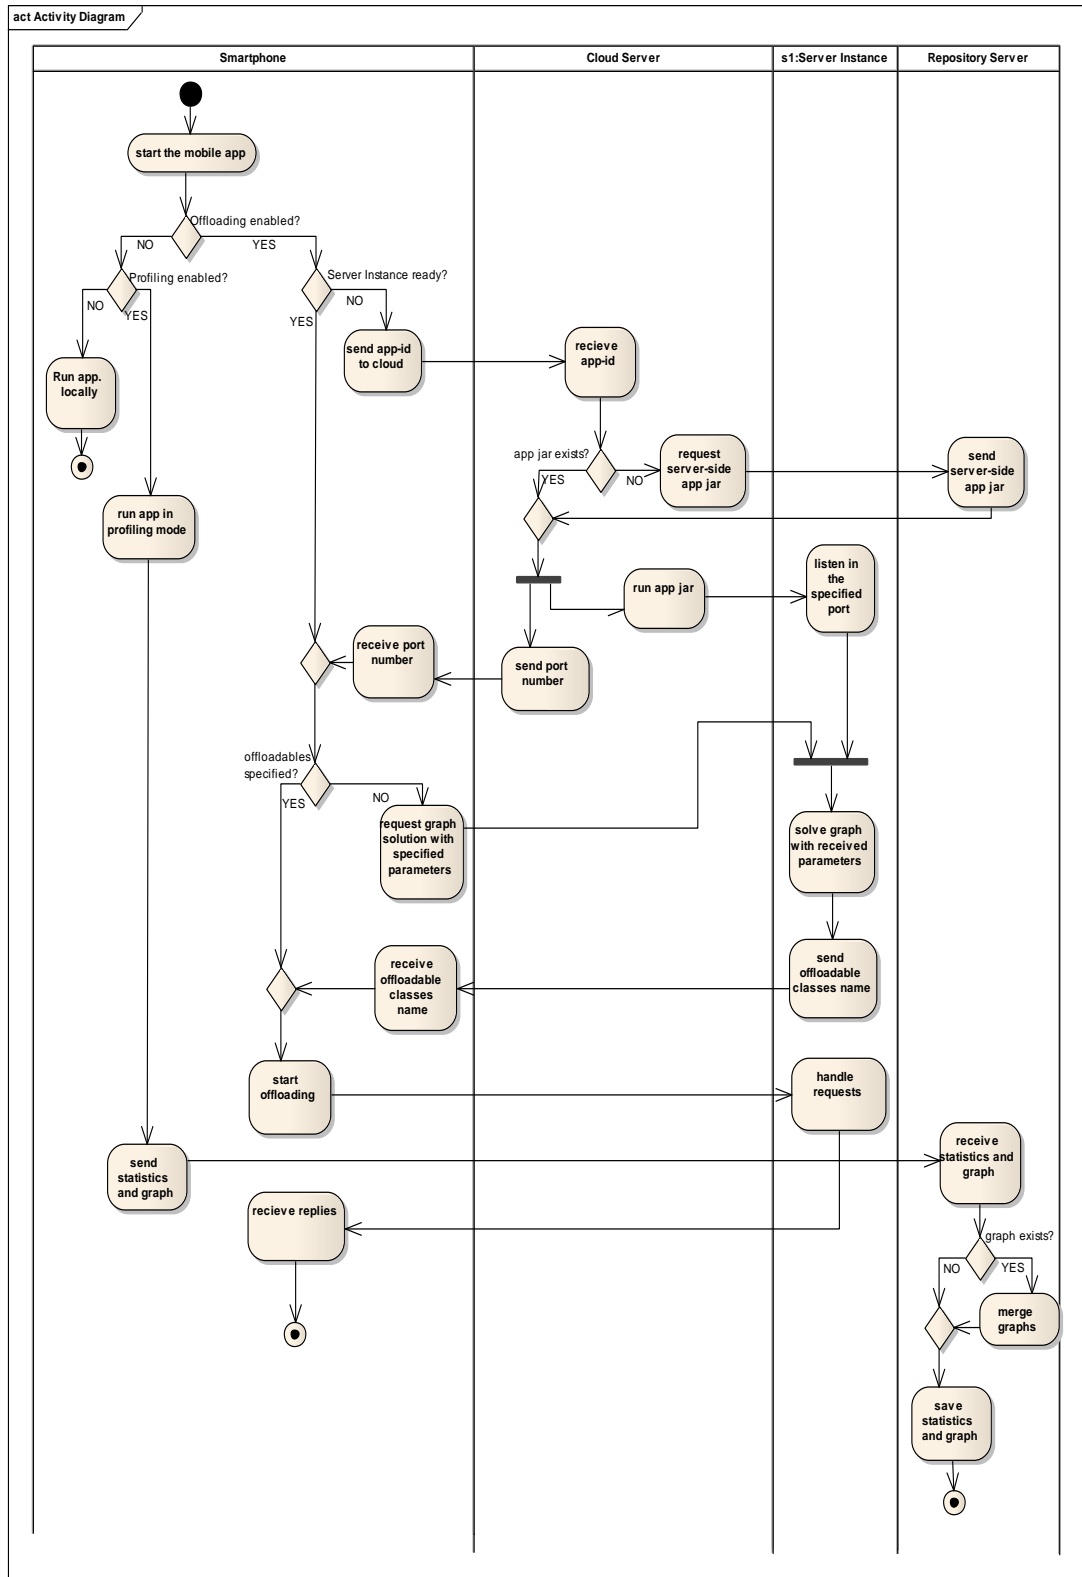 act Activity Diagram
Smartphone
Cloud Server
s1:Server Instance
Repository Server
start the mobile app
Offloading enabled?
NO
YES
Profiling enabled?
NO
YES
Server Instance ready?
NO
YES
send app-id
to cloud
recieve
app-id
Run app.
locally
app jar exists?
YES
NO
request
server-side
app jar
send
server-side
app jar
run app in
profiling mode
listen in
the
specified
port
run app jar
receive port
number
send port
number
offloadables
specified?
YES
NO
request graph
solution with
specified
parameters
solve graph
with received
parameters
receive
offloadable
classes
name
send
offloadable
classes name
start
offloading
handle
requests
send
statistics
and graph
receive
statistics and
graph
recieve replies
graph exists?
NO
YES
merge
graphs
save
statistics
and graph